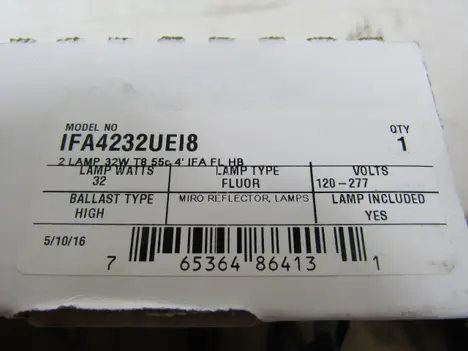 MODEL NO
IFA4232UEI8
QTY
1
2 LAMP 32W T8 55c 4' IFA FL HB
LAMP WATTS
32
LAMP TYPE
FLUOR
VOLTS
120-277
BALLAST TYPE
HIGH
MIRO REFLECTOR, LAMPS
LAMP INCLUDED
YES
5/10/16
7 65364 86413 1